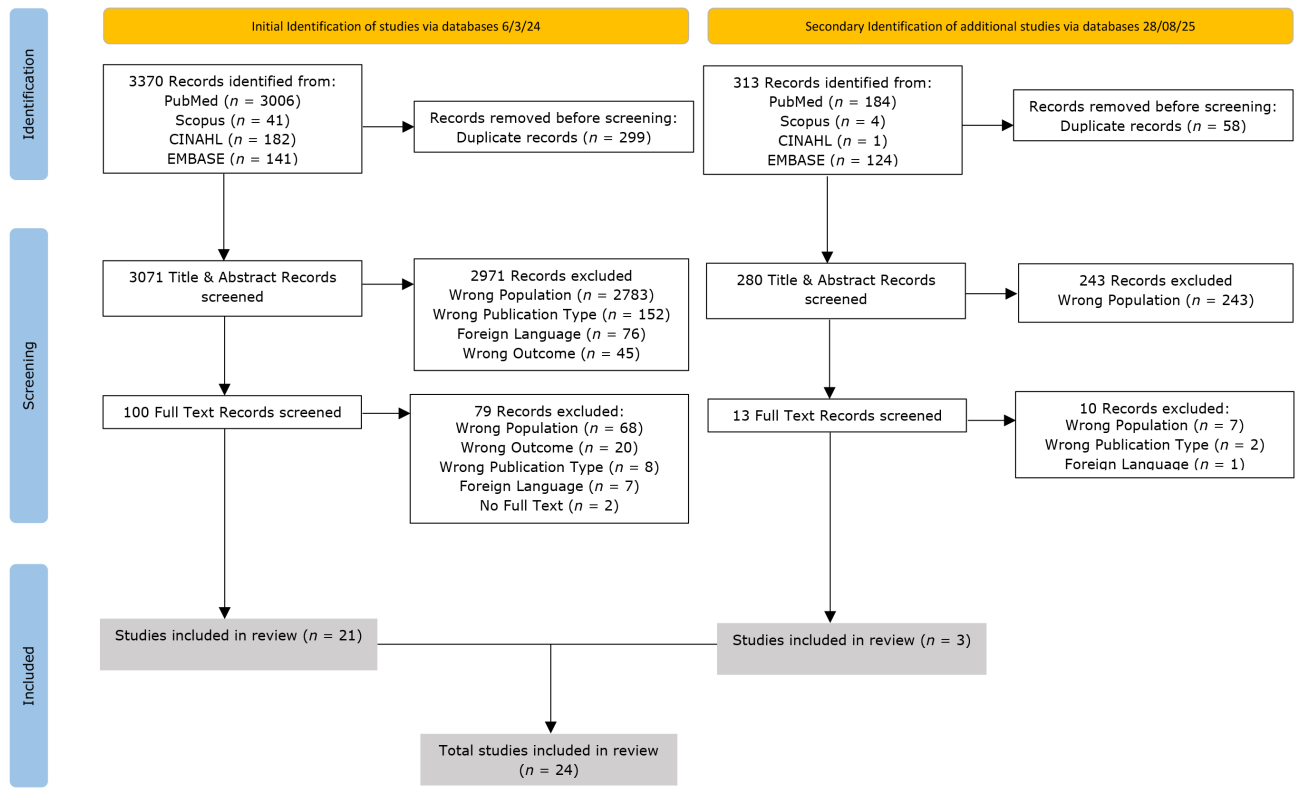 Initial Identification of studies via databases 6/3/24
Secondary Identification of additional studies via databases 28/08/25
Identification
3370 Records identified from:
PubMed (n = 3006)
Scopus (n = 41)
CINAHL (n = 182)
EMBASE (n = 141)
Records removed before screening:
Duplicate records (n = 299)
313 Records identified from:
PubMed (n = 184)
Scopus (n = 4)
CINAHL (n = 1)
EMBASE (n = 124)
Records removed before screening:
Duplicate records (n = 58)
Screening
3071 Title & Abstract Records
screened
2971 Records excluded
Wrong Population (n = 2783)
Wrong Publication Type (n = 152)
Foreign Language (n = 76)
Wrong Outcome (n = 45)
280 Title & Abstract Records
screened
243 Records excluded
Wrong Population (n = 243)
100 Full Text Records screened
79 Records excluded:
Wrong Population (n = 68)
Wrong Outcome (n = 20)
Wrong Publication Type (n = 8)
Foreign Language (n = 7)
No Full Text (n = 2)
13 Full Text Records screened
10 Records excluded:
Wrong Population (n = 7)
Wrong Publication Type (n = 2)
Foreign Language (n = 1)
Included
Studies included in review (n = 21)
Studies included in review (n = 3)
Total studies included in review
(n = 24)